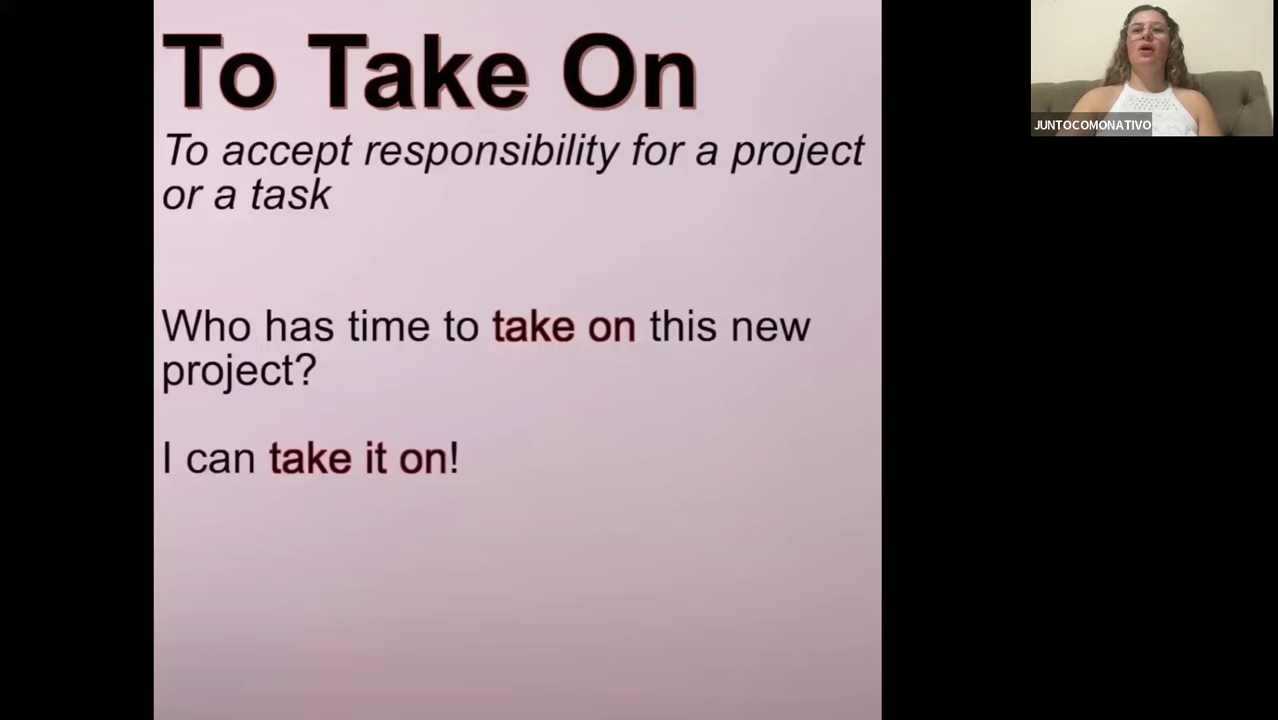 To Take On
To accept responsibility for a project
or a task
Who has time to take on this new
project?
I can take it on!
JUNTOCOMONATIVO